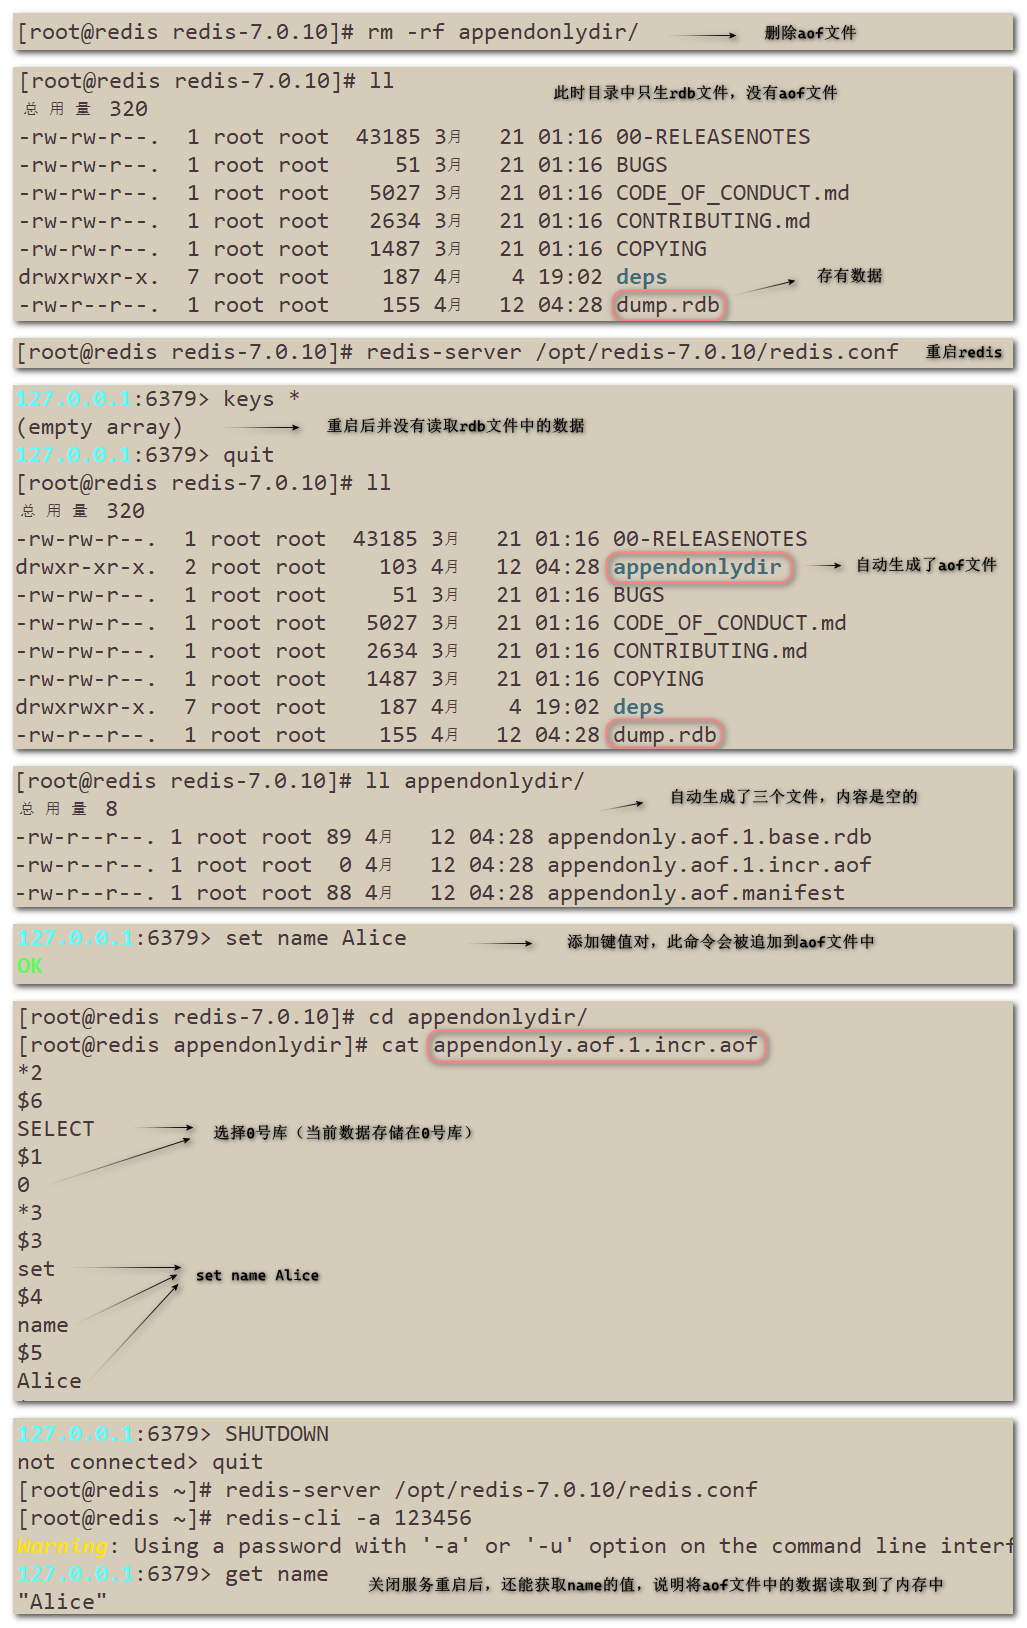 [root@redis redis-7.0.10]# rm -rf appendonlydir/ 删除aof文件
[root@redis redis-7.0.10]# ll
此时目录中只生rdb文件，没有aof文件
总用量 320
-rw-rw-r--. 1 root root 43185 3月 21 01:16 00-RELEASENOTES
-rw-rw-r--. 1 root root 51 3月 21 01:16 BUGS
-rw-rw-r--. 1 root root 5027 3月 21 01:16 CODE_OF_CONDUCT.md
-rw-rw-r--. 1 root root 2634 3月 21 01:16 CONTRIBUTING.md
-rw-rw-r--. 1 root root 1487 3月 21 01:16 COPYING
drwxrwxr-x. 7 root root 187 4月 4 19:02 deps 存有数据
-rw-r--r--. 1 root root 155 4月 12 04:28 dump.rdb
[root@redis redis-7.0.10]# redis-server /opt/redis-7.0.10/redis.conf 重启redis
127.0.0.1:6379> keys *
(empty array) 重启后并没有读取rdb文件中的数据
127.0.0.1:6379> quit
[root@redis redis-7.0.10]# ll
总用量 320
-rw-rw-r--. 1 root root 43185 3月 21 01:16 00-RELEASENOTES
drwxr-xr-x. 2 root root 103 4月 12 04:28 appendonlydir 自动生成了aof文件
-rw-rw-r--. 1 root root 51 3月 21 01:16 BUGS
-rw-rw-r--. 1 root root 5027 3月 21 01:16 CODE_OF_CONDUCT.md
-rw-rw-r--. 1 root root 2634 3月 21 01:16 CONTRIBUTING.md
-rw-rw-r--. 1 root root 1487 3月 21 01:16 COPYING
drwxrwxr-x. 7 root root 187 4月 4 19:02 deps
-rw-r--r--. 1 root root 155 4月 12 04:28 dump.rdb
[root@redis redis-7.0.10]# ll appendonlydir/
自动生成了三个文件，内容是空的
总用量 8
-rw-r--r--. 1 root root 89 4月 12 04:28 appendonly.aof.1.base.rdb
-rw-r--r--. 1 root root 0 4月 12 04:28 appendonly.aof.1.incr.aof
-rw-r--r--. 1 root root 88 4月 12 04:28 appendonly.aof.manifest
127.0.0.1:6379> set name Alice 添加键值对，此命令会被追加到aof文件中
OK
[root@redis redis-7.0.10]# cd appendonlydir/
[root@redis appendonlydir]# cat appendonly.aof.1.incr.aof
*2
$6
SELECT 选择0号库（当前数据存储在0号库）
$1
0
*3
$3
set set name Alice
$4
name
$5
Alice
127.0.0.1:6379> SHUTDOWN
not connected> quit
[root@redis ~]# redis-server /opt/redis-7.0.10/redis.conf
[root@redis ~]# redis-cli -a 123456
Warning: Using a password with '-a' or '-u' option on the command line interf
127.0.0.1:6379> get name 关闭服务重启后，还能获取name的值，说明将aof文件中的数据读取到了内存中
"Alice"